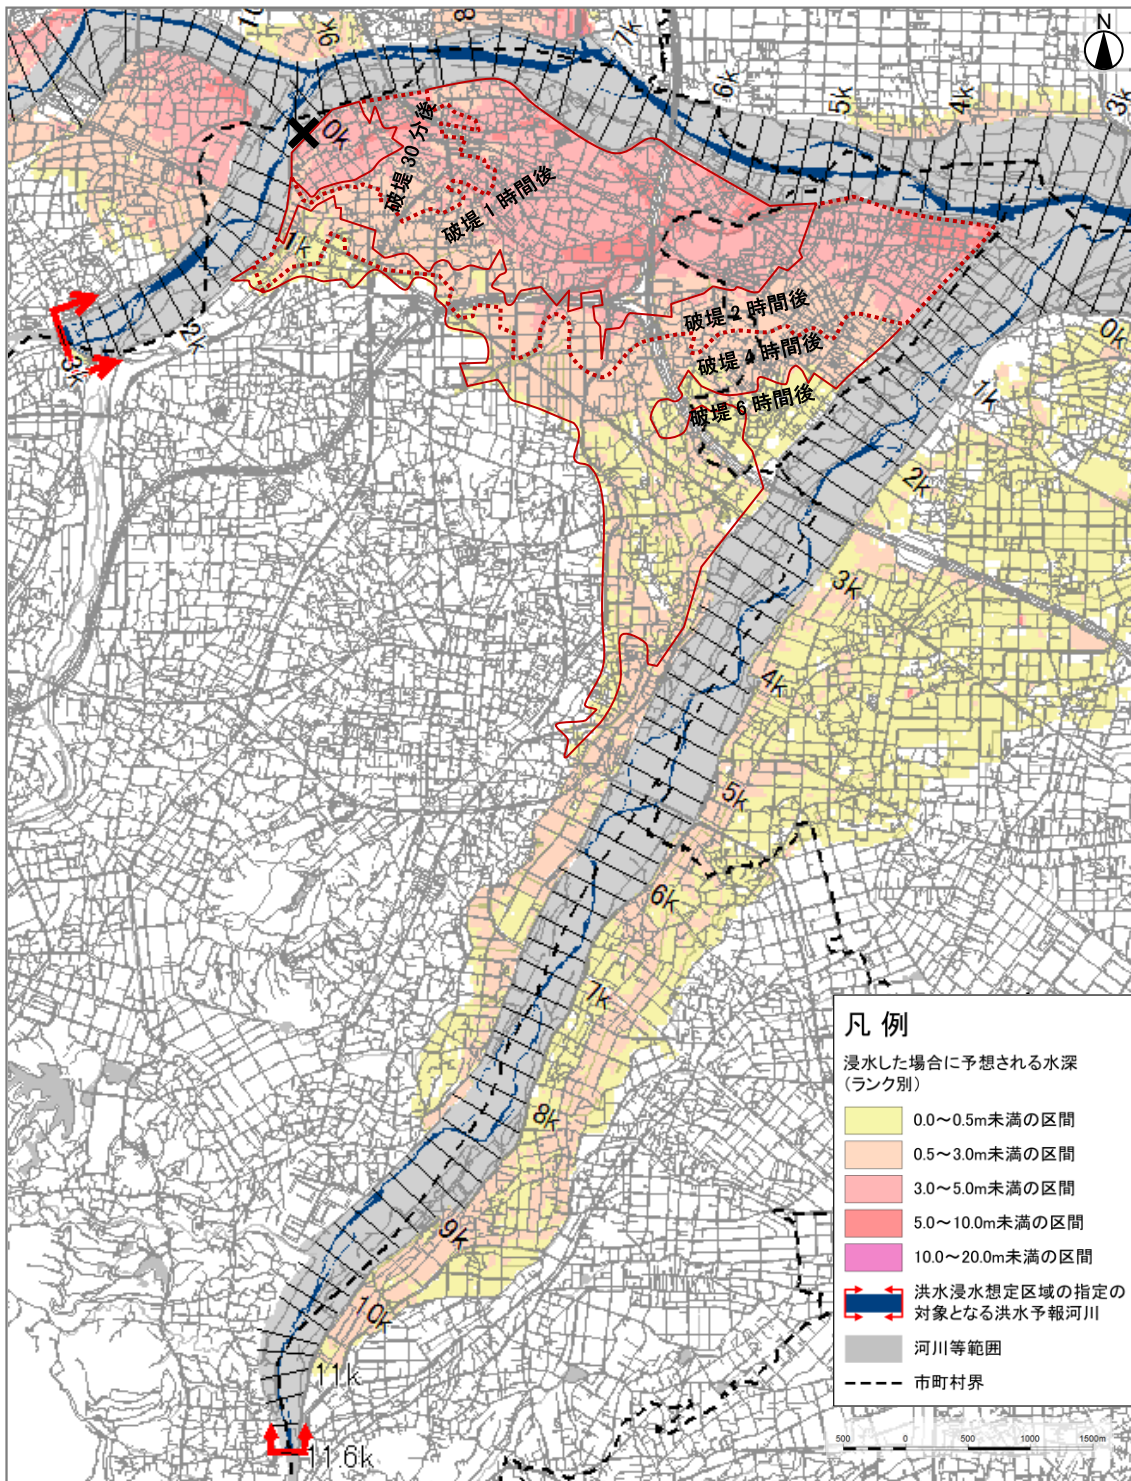 10
9k
8
7k
6k
5k
4k
3k
N
0k
破堤30分後
破堤1時間後
1k
2k
3k
破堤2時間後
破堤4時間後
破堤6時間後
0k
1k
2k
3k
4k
5k
6k
7k
8k
9k
10k
11k
11.6k
凡 例
浸水した場合に予想される水深
(ランク別)
0.0～0.5m未満の区間
0.5～3.0m未満の区間
3.0～5.0m未満の区間
5.0～10.0m未満の区間
10.0～20.0m未満の区間
洪水浸水想定区域の指定の
対象となる洪水予報河川
河川等範囲
市町村界
500 0 500 1000 1500m